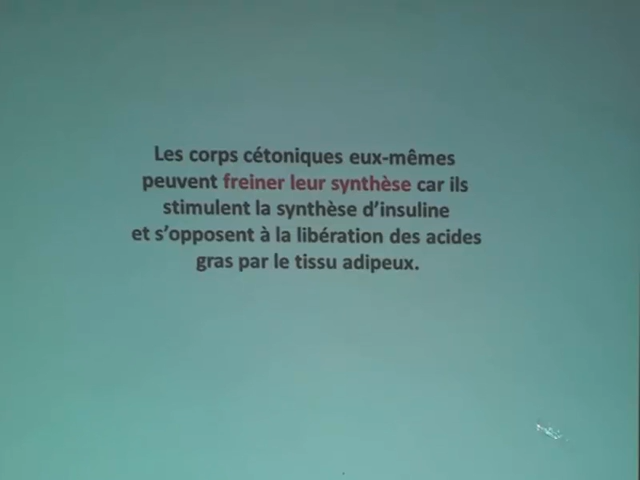 Les corps cétoniques eux-mêmes
peuvent freiner leur synthèse car ils
stimulent la synthèse d’insuline
et s’opposent à la libération des acides
gras par le tissu adipeux.